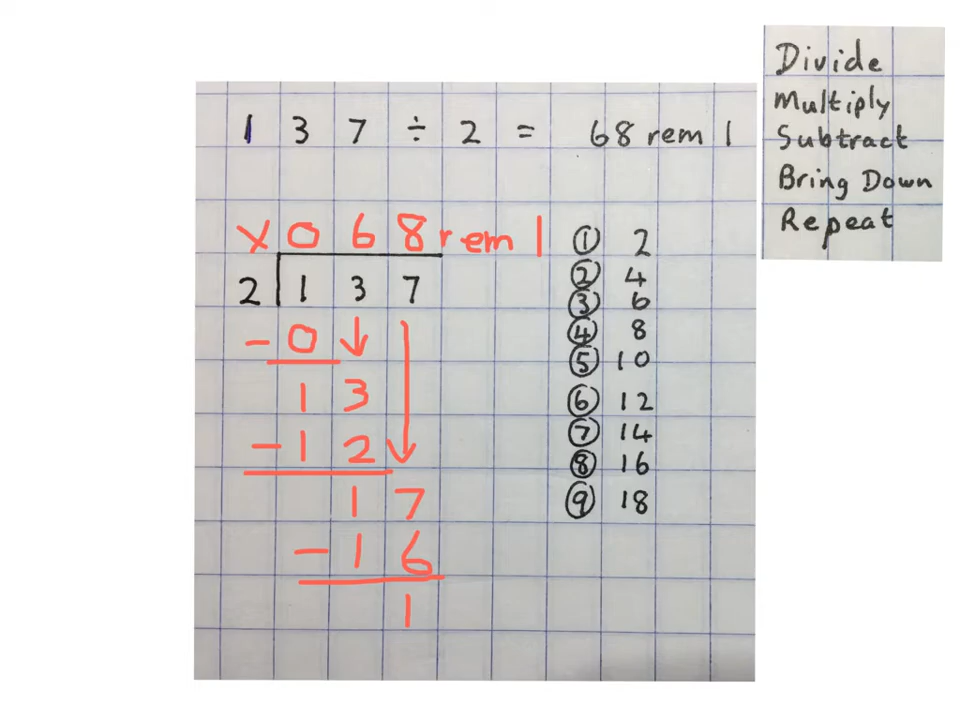 1 3 7 ÷ 2 = 68 rem 1
x 0 6 8 rem 1
2 1 3 7
- 0
1 3
- 1 2
1 7
- 1 6
1
① 2
② 4
③ 6
④ 8
⑤ 10
⑥ 12
⑦ 14
⑧ 16
⑨ 18
Divide
Multiply
Subtract
Bring Down
Repeat